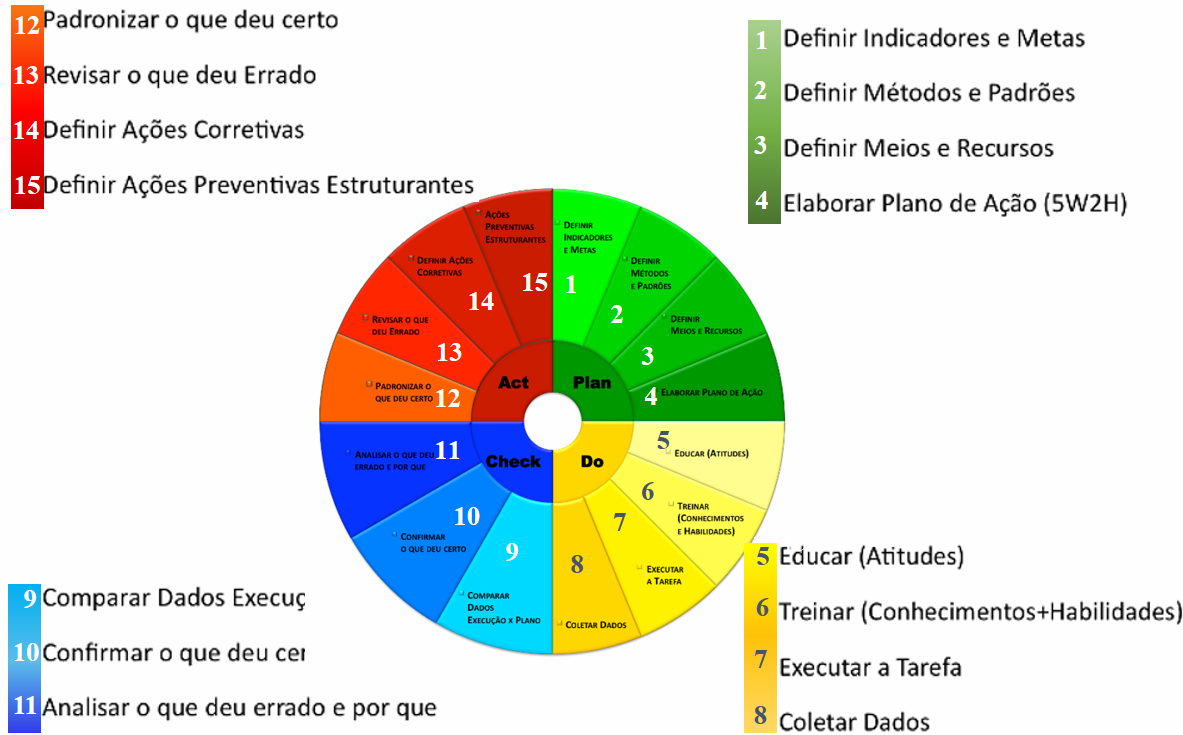 12 Padronizar o que deu certo
13 Revisar o que deu Errado
14 Definir Ações Corretivas
15 Definir Ações Preventivas Estruturantes
1 Definir Indicadores e Metas
2 Definir Métodos e Padrões
3 Definir Meios e Recursos
4 Elaborar Plano de Ação (5W2H)
AÇÕES
PREVENTIVAS
ESTRUTURANTES
15
DEFINIR
INDICADORES
E METAS
1
DEFINIR AÇÕES
CORRETIVAS
14
DEFINIR
MÉTODOS
E PADRÕES
2
REVISAR O QUE
DEU ERRADO
13
DEFINIR
MEIOS E RECURSOS
3
PADRONIZAR O
QUE DEU CERTO
12
ELABORAR PLANO DE AÇÃO
4
Act
Plan
Check
Do
ANALISAR O QUE DEU
ERRADO E POR QUE
11
5
EDUCAR (ATITUDES)
CONFIRMAR
O QUE DEU CERTO
10
6
TREINAR
(CONHECIMENTOS
E HABILIDADES)
9
COMPARAR
DADOS
EXECUÇÃO X PLANO
8
COLETAR DADOS
7
EXECUTAR
A TAREFA
9 Comparar Dados Execuç
10 Confirmar o que deu cer
11 Analisar o que deu errado e por que
5 Educar (Atitudes)
6 Treinar (Conhecimentos+Habilidades)
7 Executar a Tarefa
8 Coletar Dados